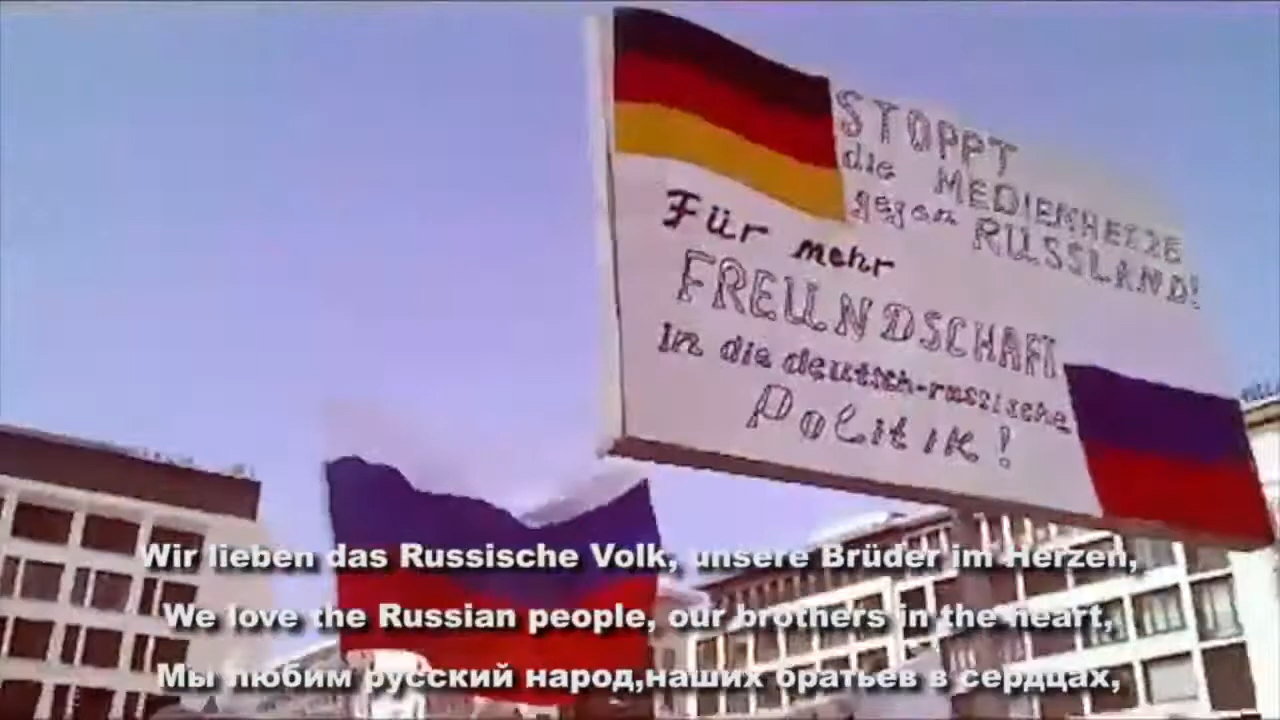 STOPPT
die MEDIENHETZE
gegen RUSSLAND!
Für mehr
FREUNDSCHAFT
in die deutsch-russische
Politik!
Wir lieben das Russische Volk, unsere Brüder im Herzen,
We love the Russian people, our brothers in the heart,
Мы любим русский народ,наших братьев в сердцах,